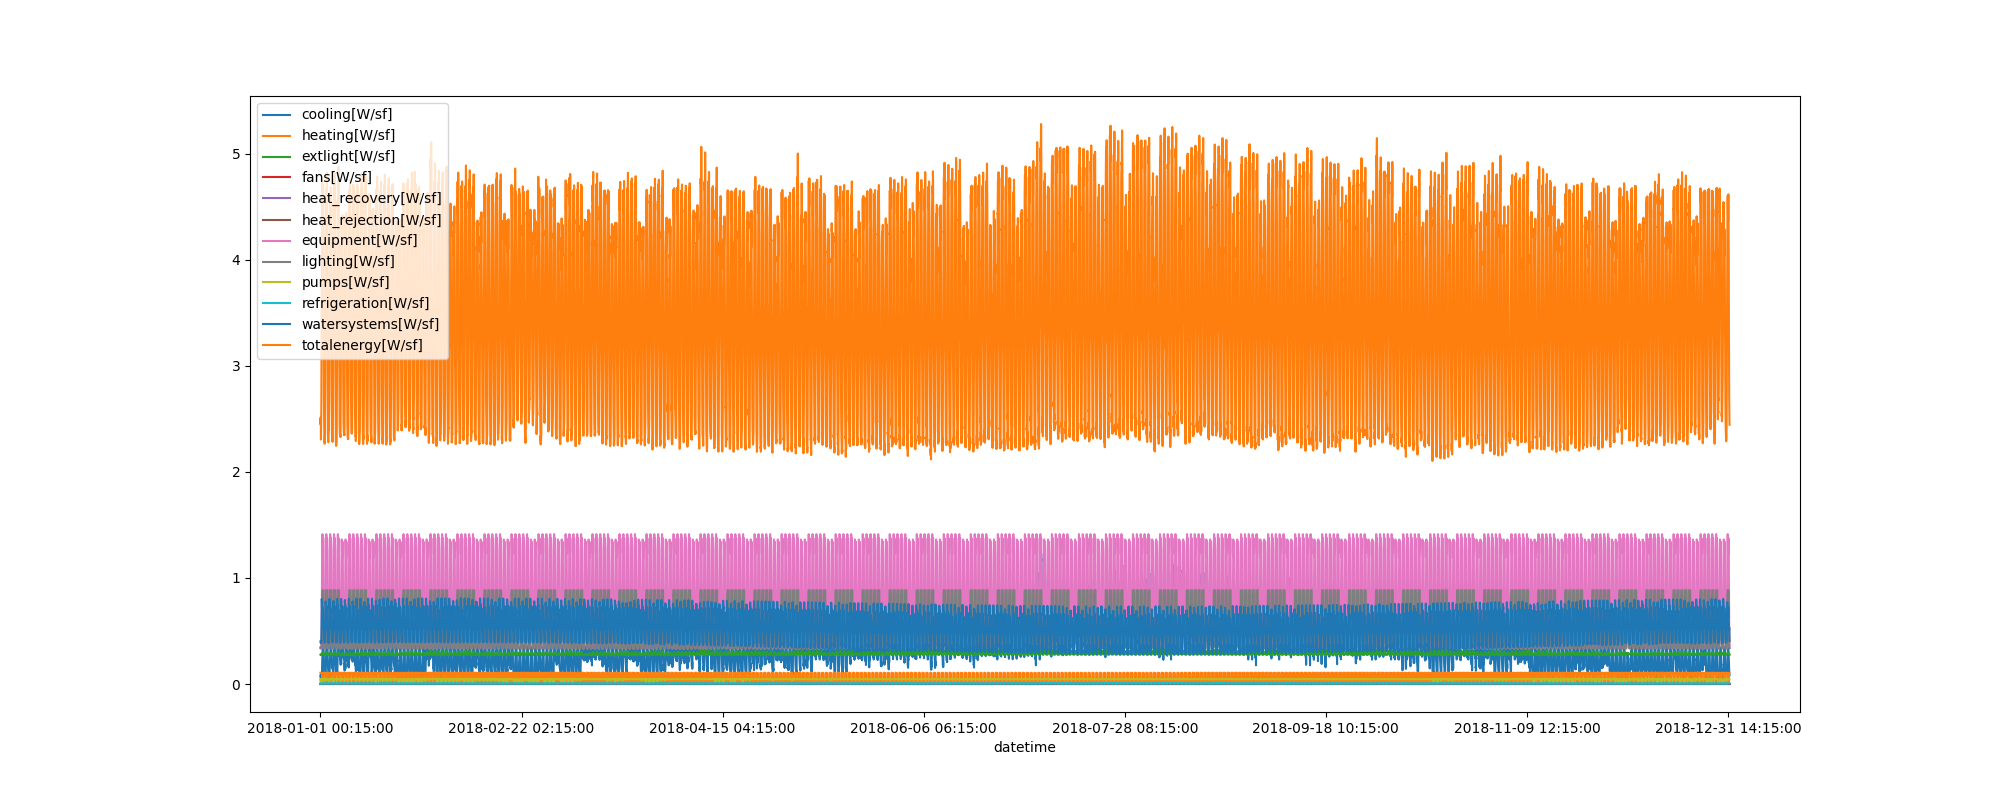 cooling[W/sf]
heating[W/sf]
extlight[W/sf]
fans[W/sf]
heat_recovery[W/sf]
heat_rejection[W/sf]
equipment[W/sf]
lighting[W/sf]
pumps[W/sf]
refrigeration[W/sf]
watersystems[W/sf]
totalenergy[W/sf]
5
4
3
2
1
0
2018-01-01 00:15:00 2018-02-22 02:15:00 2018-04-15 04:15:00 2018-06-06 06:15:00 2018-07-28 08:15:00 2018-09-18 10:15:00 2018-11-09 12:15:00 2018-12-31 14:15:00
datetime